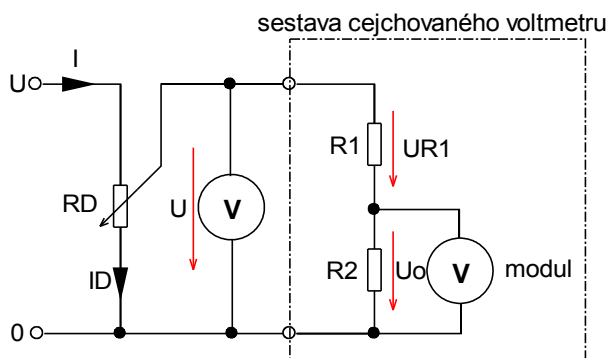 sestava cejchovaného voltmetru
I
U
R1
UR1
RD
U
V
ID
R2
Uo
V
modul
0